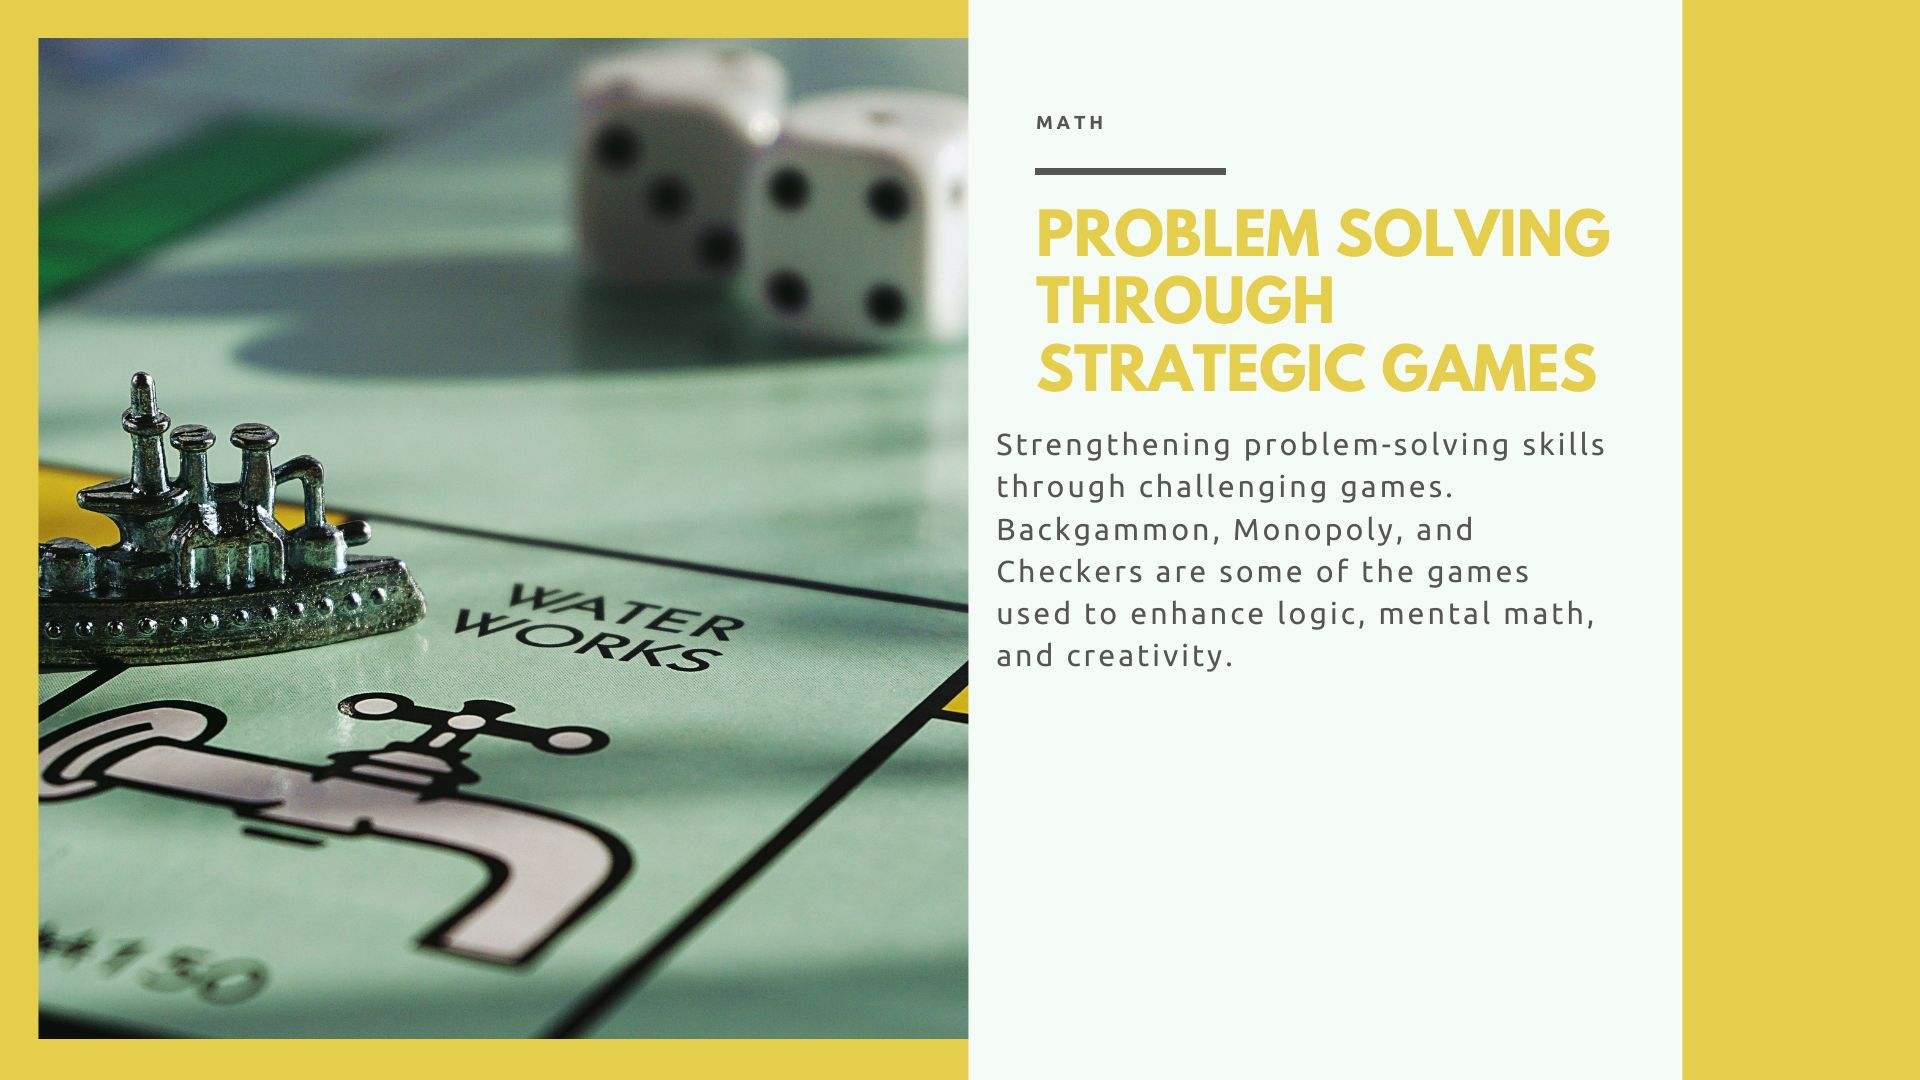 MATH
PROBLEM SOLVING
THROUGH
STRATEGIC GAMES
Strengthening problem-solving skills
through challenging games.
Backgammon, Monopoly, and
Checkers are some of the games
used to enhance logic, mental math,
and creativity.
WATER
WORKS
150